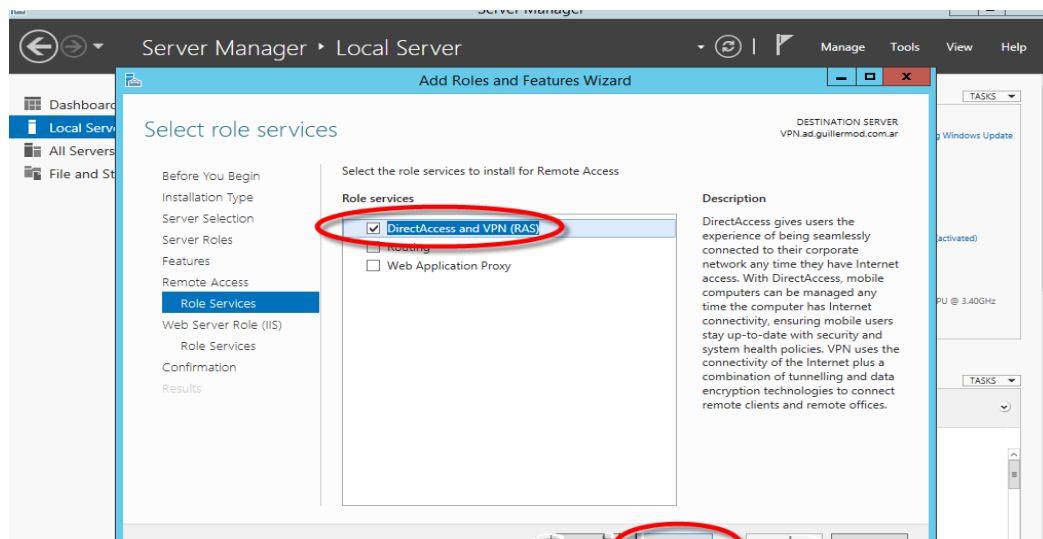 Server Manager
Server Manager ‣ Local Server
Manage Tools View Help
Add Roles and Features Wizard
TASKS
Dashboard
Local Serve
All Servers
File and St
Select role services
DESTINATION SERVER
VPN.ad.guillermod.com.ar
Windows Update
Before You Begin
Installation Type
Server Selection
Server Roles
Features
Remote Access
Role Services
Web Server Role (IIS)
Role Services
Confirmation
Results
Select the role services to install for Remote Access
Role services
DirectAccess and VPN (RAS)
Routing
Web Application Proxy
Description
DirectAccess gives users the
experience of being seamlessly
connected to their corporate
network any time they have Internet
access. With DirectAccess, mobile
computers can be managed any
time the computer has Internet
connectivity, ensuring mobile users
stay up-to-date with security and
system health policies. VPN uses the
connectivity of the Internet plus a
combination of tunnelling and data
encryption technologies to connect
remote clients and remote offices.
(activated)
PU @ 3.40GHz
TASKS